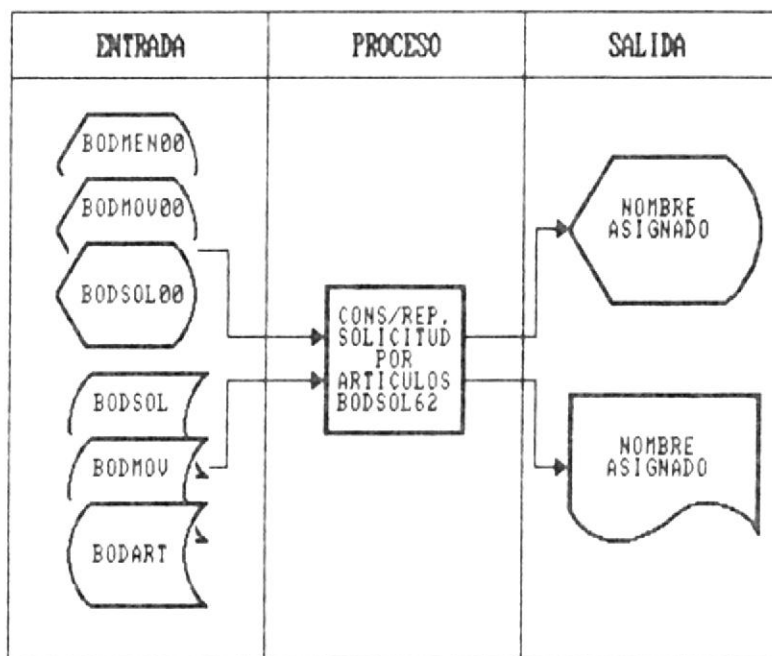 ENTRADA
PROCESO
SALIDA
BODMEN00
BODMOV00
BODSOL00
BODSOL
BODMOV
BODART
CONS/REP.
SOLICITUD
POR
ARTICULOS
BODSOL62
NOMBRE
ASIGNADO
NOMBRE
ASIGNADO